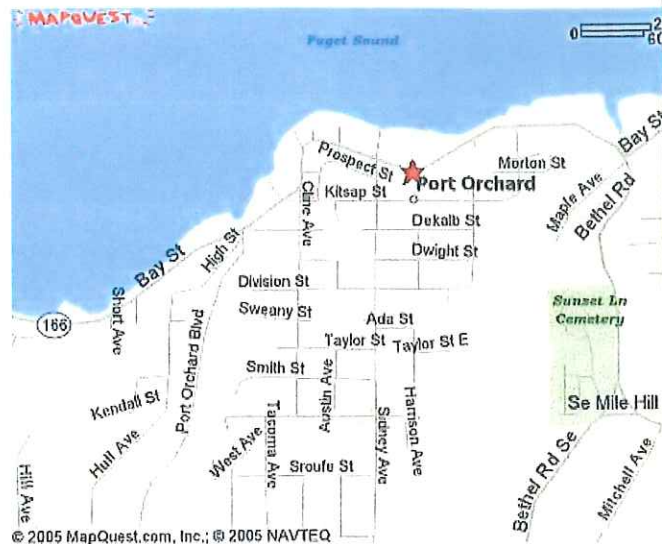 MAPQUEST
Puget Sound
0
Bay St
Prospect St
Morton St
Port Orchard
Kitsap St
Cline Ave
Maple Ave
Bethel Rd
Dekalb St
Dwight St
High St
Bay St
Division St
Sunset Ln
Cemetery
Short Ave
166
Sweany St
Ada St
Taylor St
Taylor St E
Port Orchard Blvd
Smith St
Austin Ave
Kendall St
Sidney Ave
Harrison Ave
Se Mile Hill
Hull Ave
West Ave
Tacoma Ave
Sroufe St
Hill Ave
Bethel Rd Se
Mitchell Ave
© 2005 MapQuest.com, Inc.; © 2005 NAVTEQ